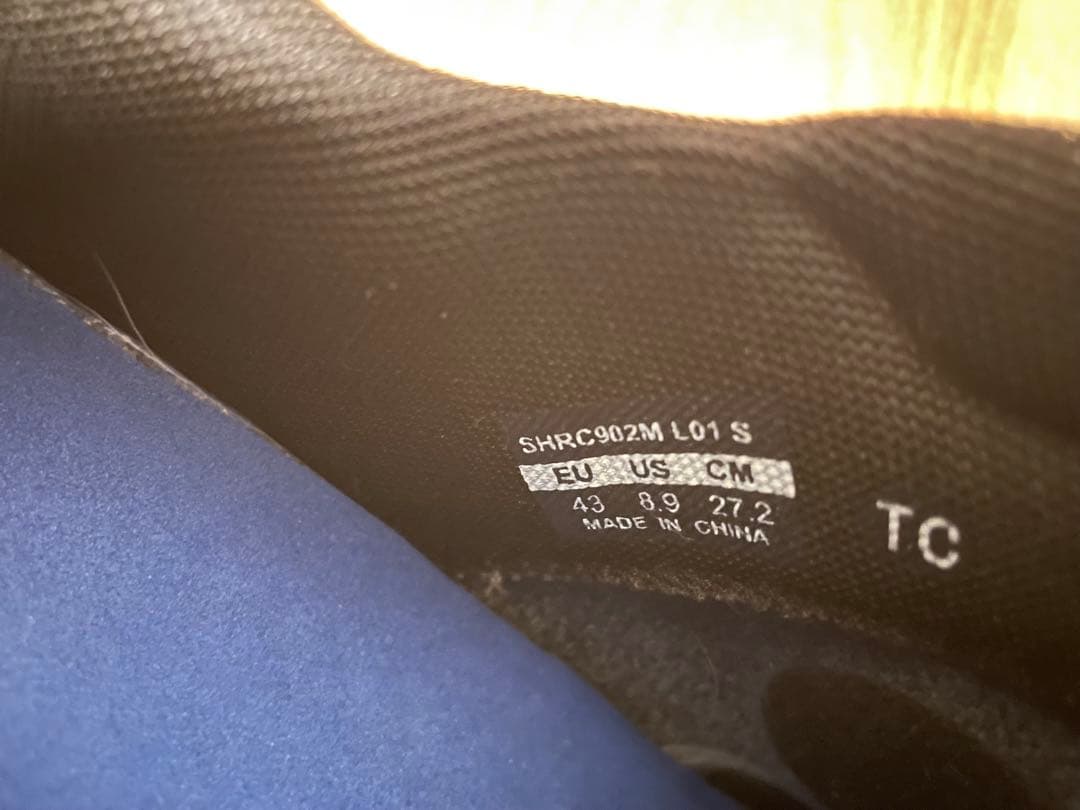 SHRC902M L01 S
EU US CM
43 8.9 27.2
MADE IN CHINA
TC